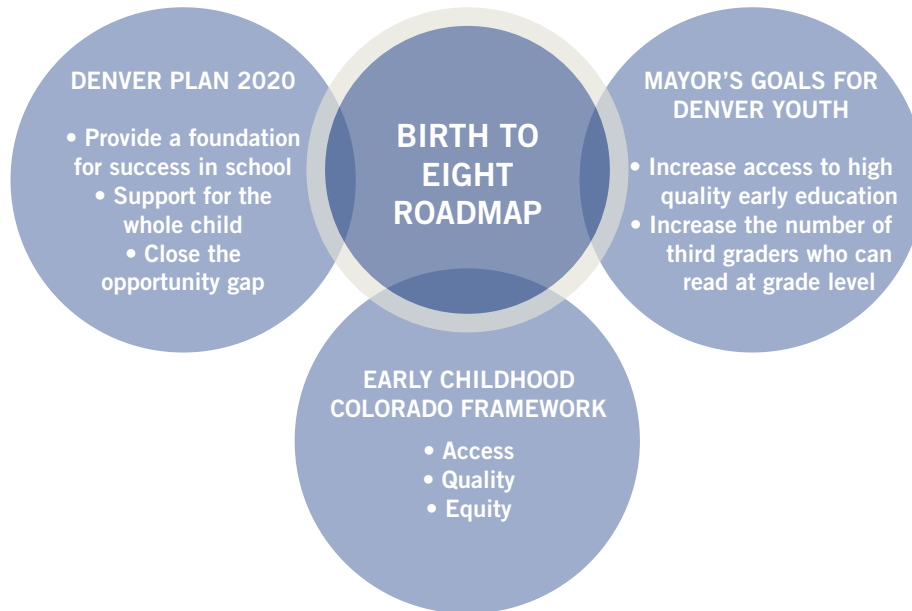 DENVER PLAN 2020
• Provide a foundation
for success in school
• Support for the
whole child
• Close the
opportunity gap
BIRTH TO
EIGHT
ROADMAP
MAYOR’S GOALS FOR
DENVER YOUTH
• Increase access to high
quality early education
• Increase the number of
third graders who can
read at grade level
EARLY CHILDHOOD
COLORADO FRAMEWORK
• Access
• Quality
• Equity